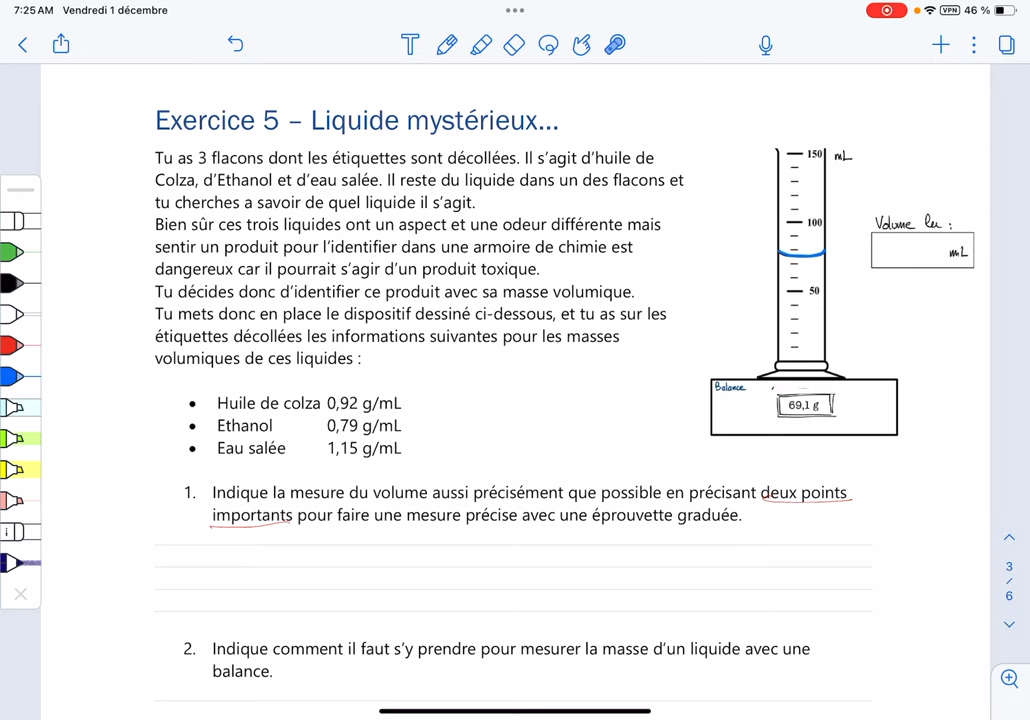 7:25 AM Vendredi 1 décembre
VPN 46 %
Exercice 5 – Liquide mystérieux...
Tu as 3 flacons dont les étiquettes sont décollées. Il s'agit d'huile de
Colza, d'Ethanol et d'eau salée. Il reste du liquide dans un des flacons et
tu cherches a savoir de quel liquide il s'agit.
Bien sûr ces trois liquides ont un aspect et une odeur différente mais
sentir un produit pour l'identifier dans une armoire de chimie est
dangereux car il pourrait s'agir d'un produit toxique.
Tu décides donc d'identifier ce produit avec sa masse volumique.
Tu mets donc en place le dispositif dessiné ci-dessous, et tu as sur les
étiquettes décollées les informations suivantes pour les masses
volumiques de ces liquides :
150 mL
100
50
Volume lu :
mL
Balance
69,1 g
• Huile de colza 0,92 g/mL
• Ethanol 0,79 g/mL
• Eau salée 1,15 g/mL
1. Indique la mesure du volume aussi précisément que possible en précisant deux points
importants pour faire une mesure précise avec une éprouvette graduée.
2. Indique comment il faut s'y prendre pour mesurer la masse d'un liquide avec une
balance.
3
/
6